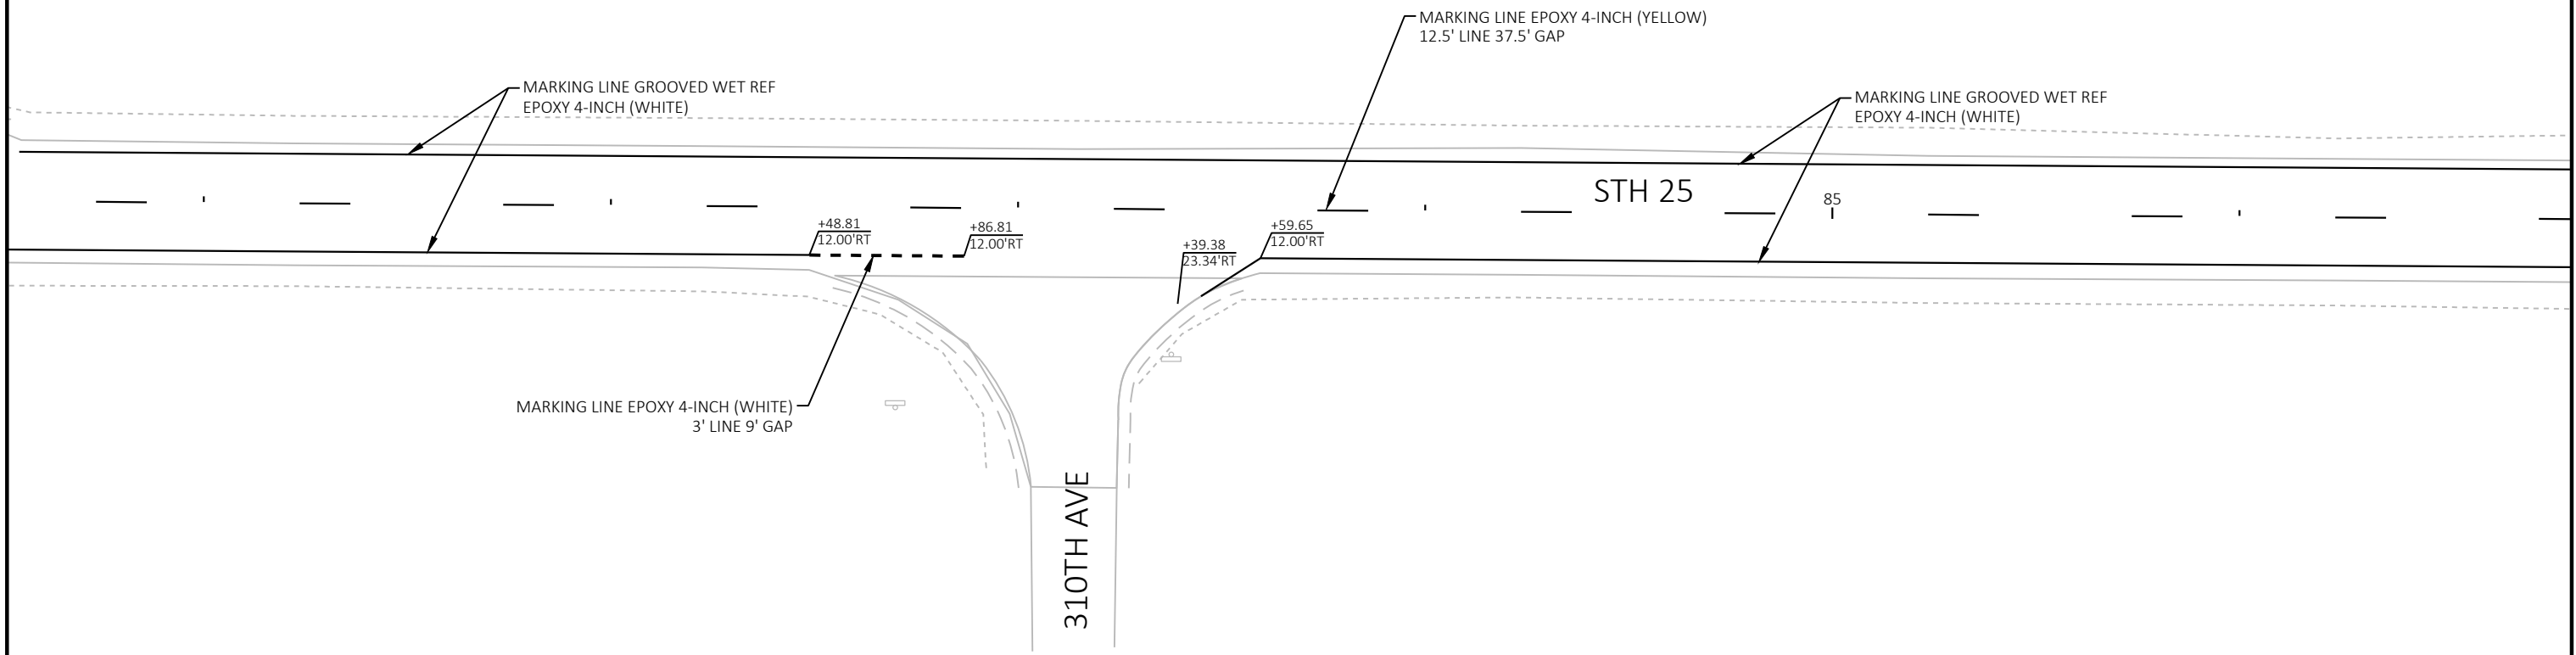 MARKING LINE EPOXY 4-INCH (YELLOW)
12.5' LINE 37.5' GAP
MARKING LINE GROOVED WET REF
EPOXY 4-INCH (WHITE)
MARKING LINE GROOVED WET REF
EPOXY 4-INCH (WHITE)
STH 25
85
+48.81
12.00'RT
+86.81
12.00'RT
+39.38
23.34'RT
+59.65
12.00'RT
MARKING LINE EPOXY 4-INCH (WHITE)
3' LINE 9' GAP
310TH AVE